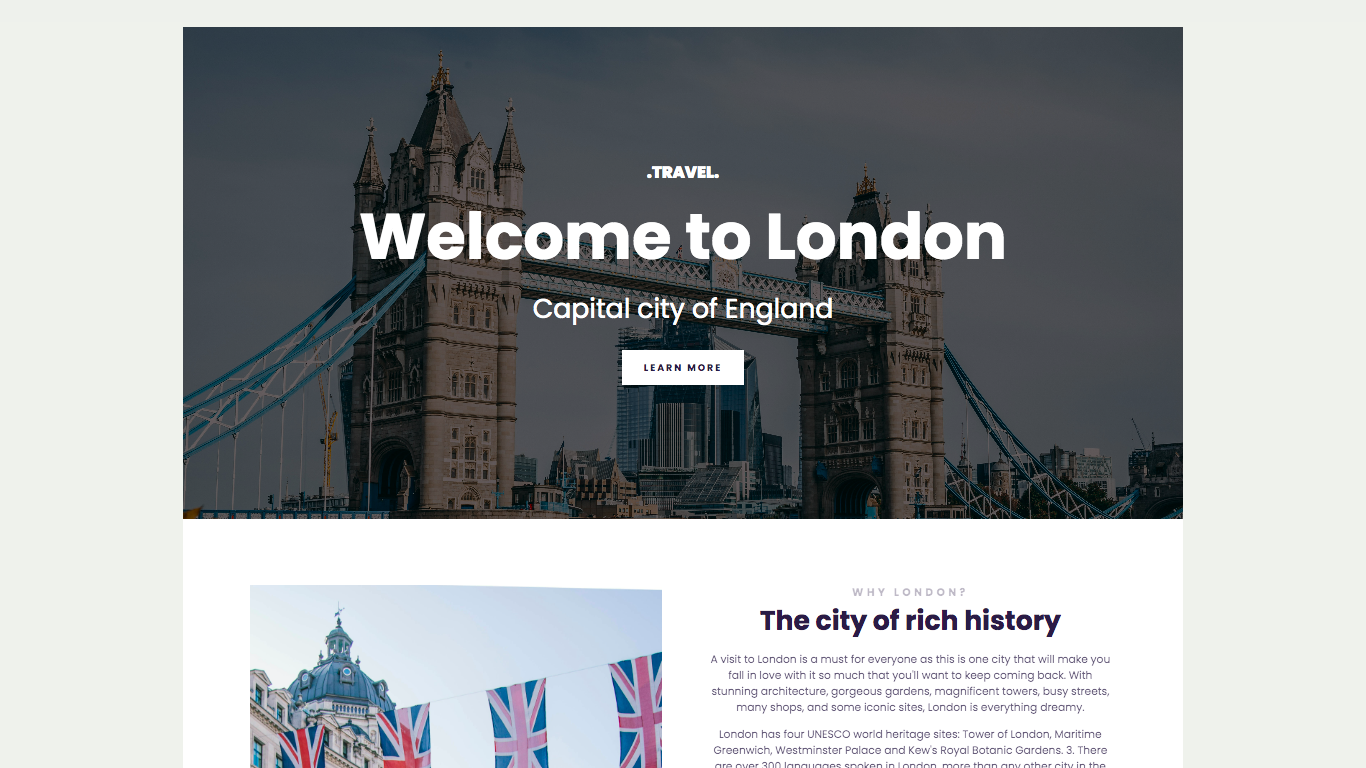 .TRAVEL.
Welcome to London
Capital city of England
LEARN MORE
WHY LONDON?
The city of rich history
A visit to London is a must for everyone as this is one city that will make you
fall in love with it so much that you'll want to keep coming back. With
stunning architecture, gorgeous gardens, magnificent towers, busy streets,
many shops, and some iconic sites, London is everything dreamy.
London has four UNESCO world heritage sites: Tower of London, Maritime
Greenwich, Westminster Palace and Kew's Royal Botanic Gardens. 3. There
are over 300 languages spoken in London, more than any other city in the